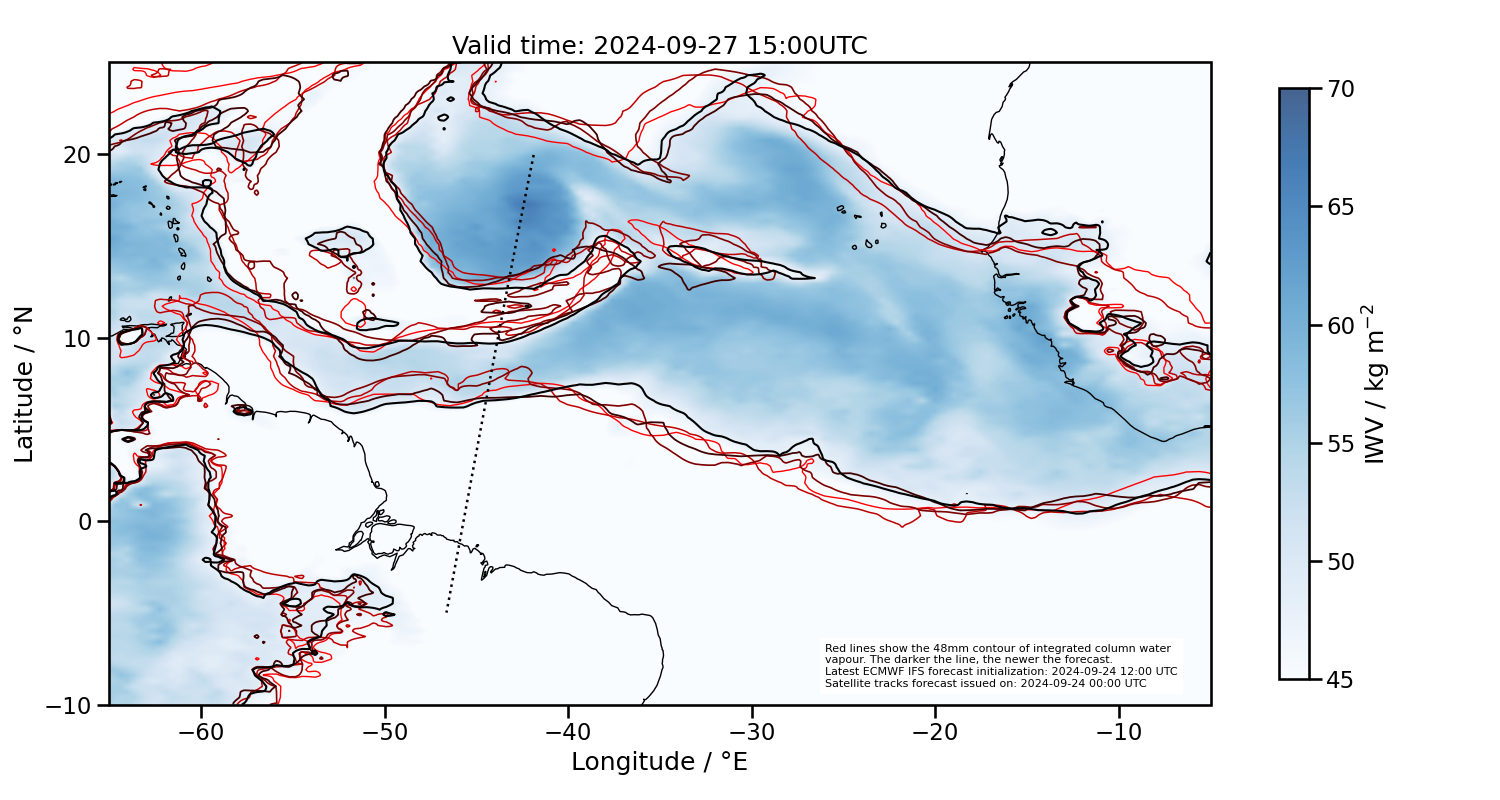 Valid time: 2024-09-27 15:00UTC
Latitude / °N
20
10
0
−10
−60
−50
−40
−30
−20
−10
Longitude / °E
Red lines show the 48mm contour of integrated column water
vapour. The darker the line, the newer the forecast.
Latest ECMWF IFS forecast initialization: 2024-09-24 12:00 UTC
Satellite tracks forecast issued on: 2024-09-24 00:00 UTC
70
65
60
55
50
45
IWV / kg m⁻²